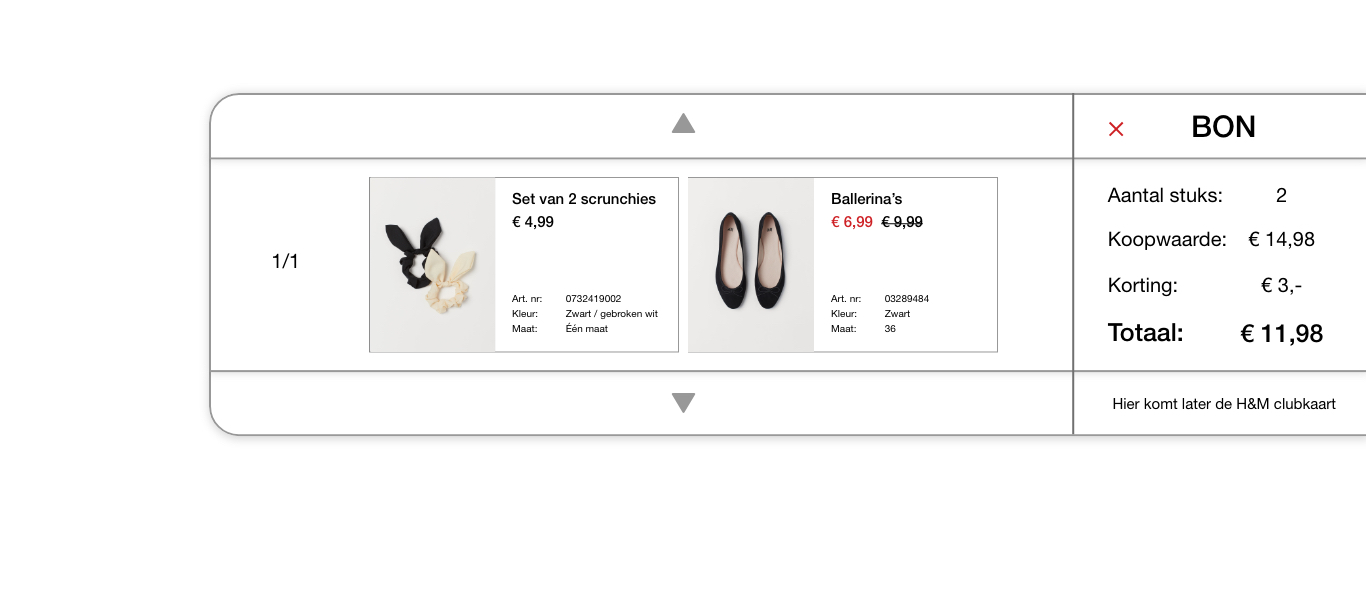 1/1
Set van 2 scrunchies
€ 4,99
Art. nr: 0732419002
Kleur: Zwart / gebroken wit
Maat: Één maat
Ballerina’s
€ 6,99 € 9,99
Art. nr: 03289484
Kleur: Zwart
Maat: 36
BON
Aantal stuks: 2
Koopwaarde: € 14,98
Korting: € 3,-
Totaal: € 11,98
Hier komt later de H&M clubkaart